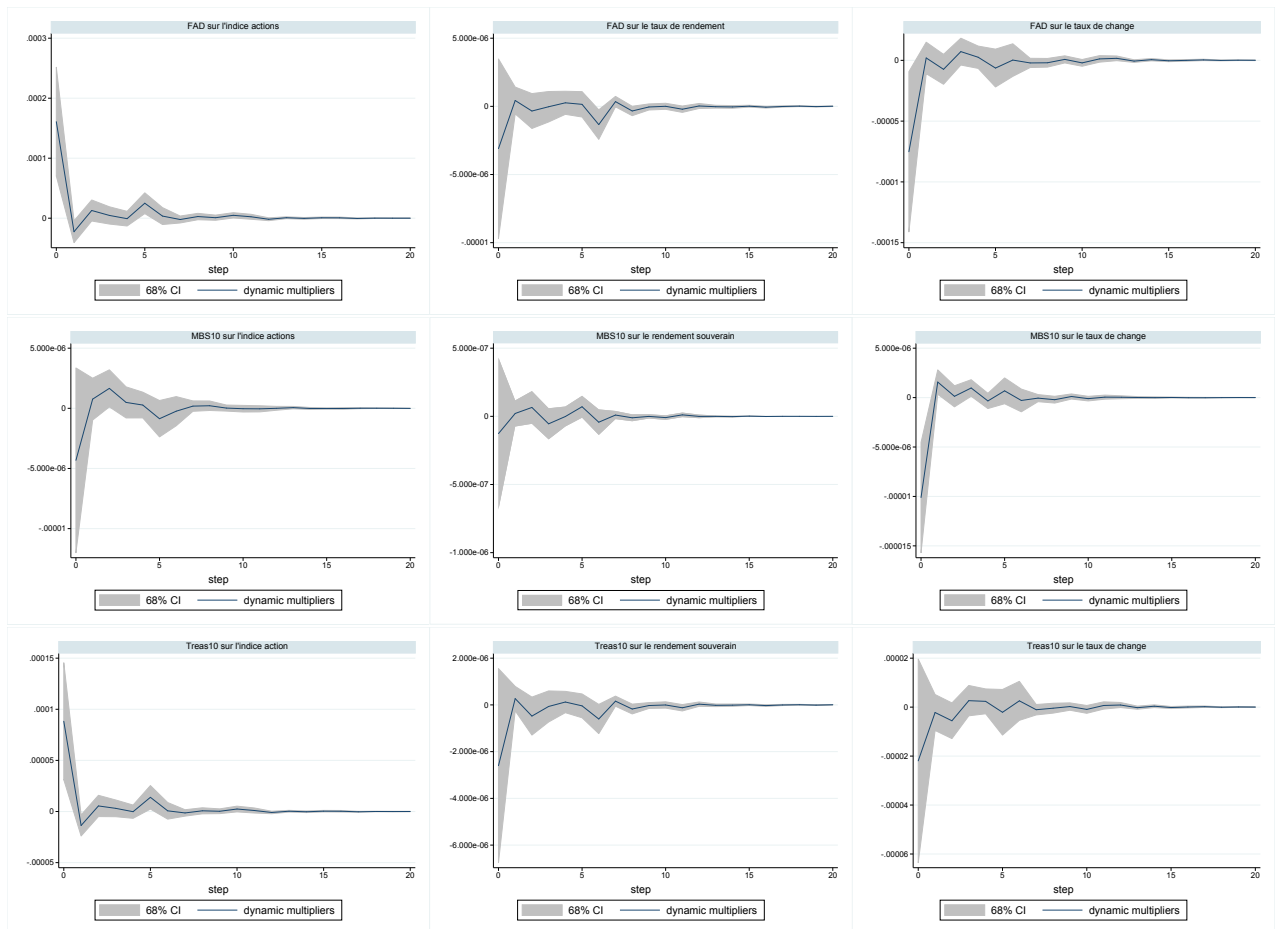 FAD sur l'indice actions
.0003
.0002
.0001
0
0 5 10 15 20
step
68% CI dynamic multipliers
FAD sur le taux de rendement
5.000e-06
0
-5.000e-06
-.00001
0 5 10 15 20
step
68% CI dynamic multipliers
FAD sur le taux de change
0
-.00005
-.0001
-.00015
0 5 10 15 20
step
68% CI dynamic multipliers
MBS10 sur l'indice actions
5.000e-06
0
-5.000e-06
-.00001
0 5 10 15 20
step
68% CI dynamic multipliers
MBS10 sur le rendement souverain
5.000e-07
0
-5.000e-07
-1.000e-06
0 5 10 15 20
step
68% CI dynamic multipliers
MBS10 sur le taux de change
5.000e-06
0
-5.000e-06
-.00001
-.000015
0 5 10 15 20
step
68% CI dynamic multipliers
Treas10 sur l'indice action
.00015
.0001
.00005
0
-.00005
0 5 10 15 20
step
68% CI dynamic multipliers
Treas10 sur le rendement souverain
2.000e-06
0
-2.000e-06
-4.000e-06
-6.000e-06
0 5 10 15 20
step
68% CI dynamic multipliers
Treas10 sur le taux de change
.00002
0
-.00002
-.00004
-.00006
0 5 10 15 20
step
68% CI dynamic multipliers